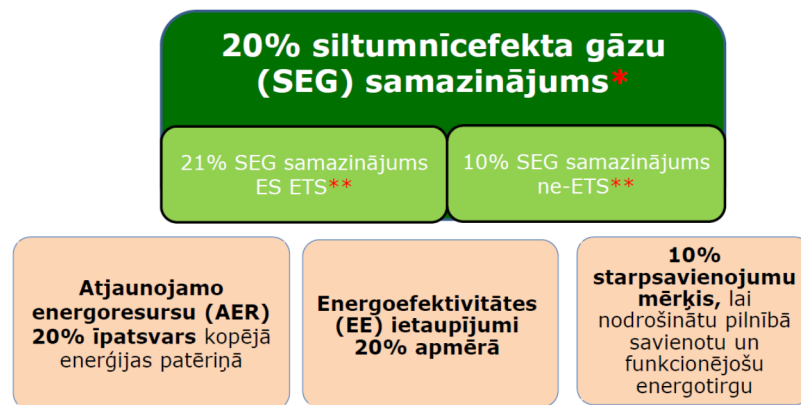 20% siltumnīcefekta gāzu
(SEG) samazinājums*
21% SEG samazinājums
ES ETS**
10% SEG samazinājums
ne-ETS**
Atjaunojamo
energoresursu (AER)
20% īpatsvars kopējā
enerģijas patēriņā
Energoefektivitātes
(EE) ietaupījumi
20% apmērā
10%
starpsavienojumu
mērķis, lai
nodrošinātu pilnībā
savienotu un
funkcionējošu
energotirgu